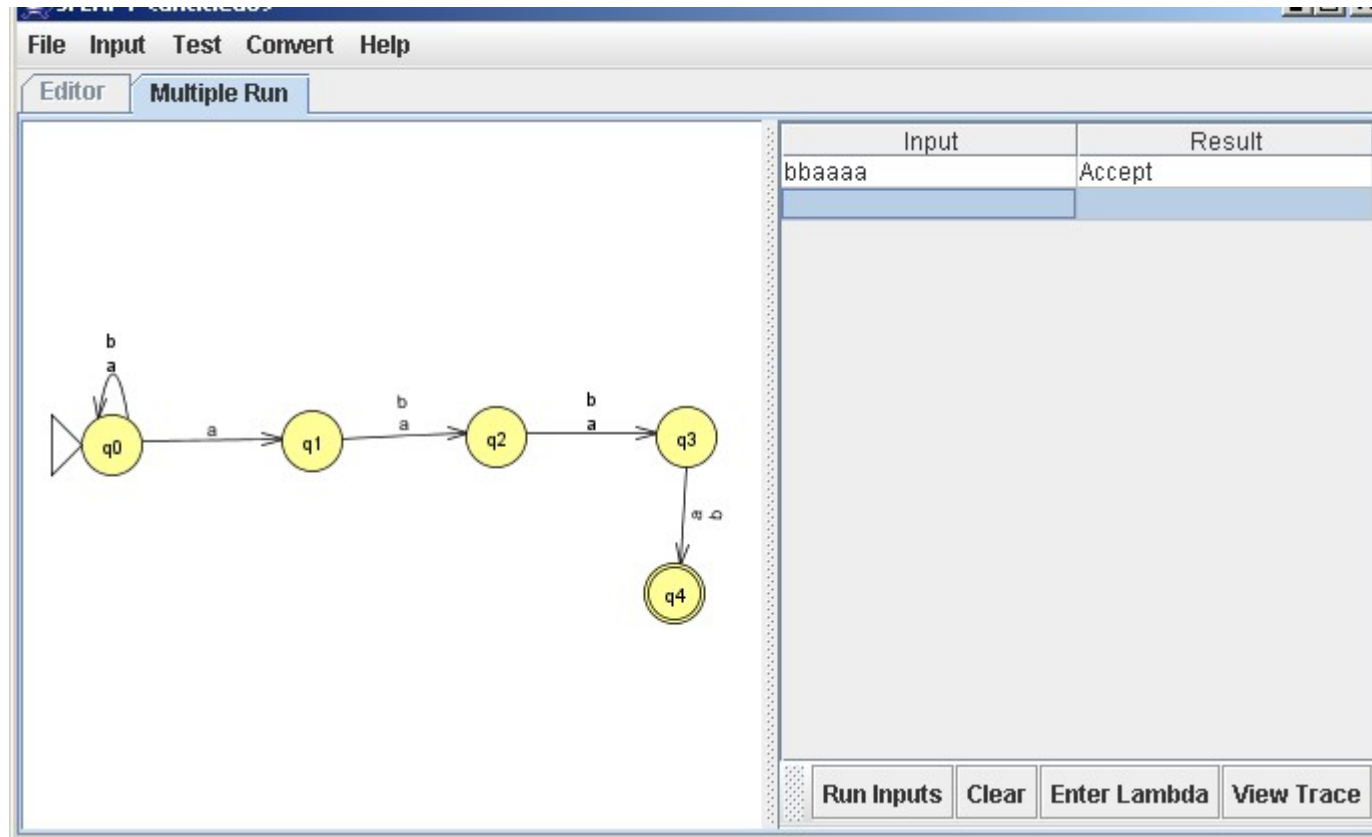 File Input Test Convert Help
Editor Multiple Run
Input Result
bbaaaa Accept
b
a
q0
a
q1
b
a
q2
b
a
q3
a
b
q4
Run Inputs Clear Enter Lambda View Trace